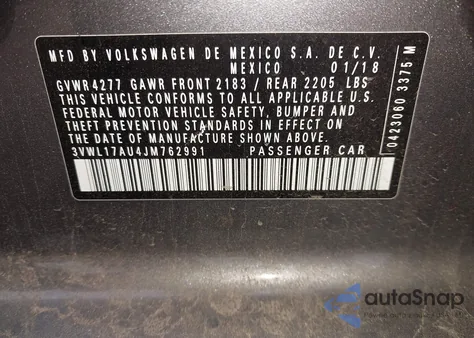 MFD BY VOLKSWAGEN DE MEXICO S.A. DE C.V.
MEXICO 01/18
GVWR 4277 GAWR FRONT 2183 / REAR 2205 LBS
THIS VEHICLE CONFORMS TO ALL APPLICABLE U.S.
FEDERAL MOTOR VEHICLE SAFETY, BUMPER AND
THEFT PREVENTION STANDARDS IN EFFECT ON
THE DATE OF MANUFACTURE SHOWN ABOVE.
3VWL17AU4JM762991 PASSENGER CAR
0423060 3375 M
autoSnap